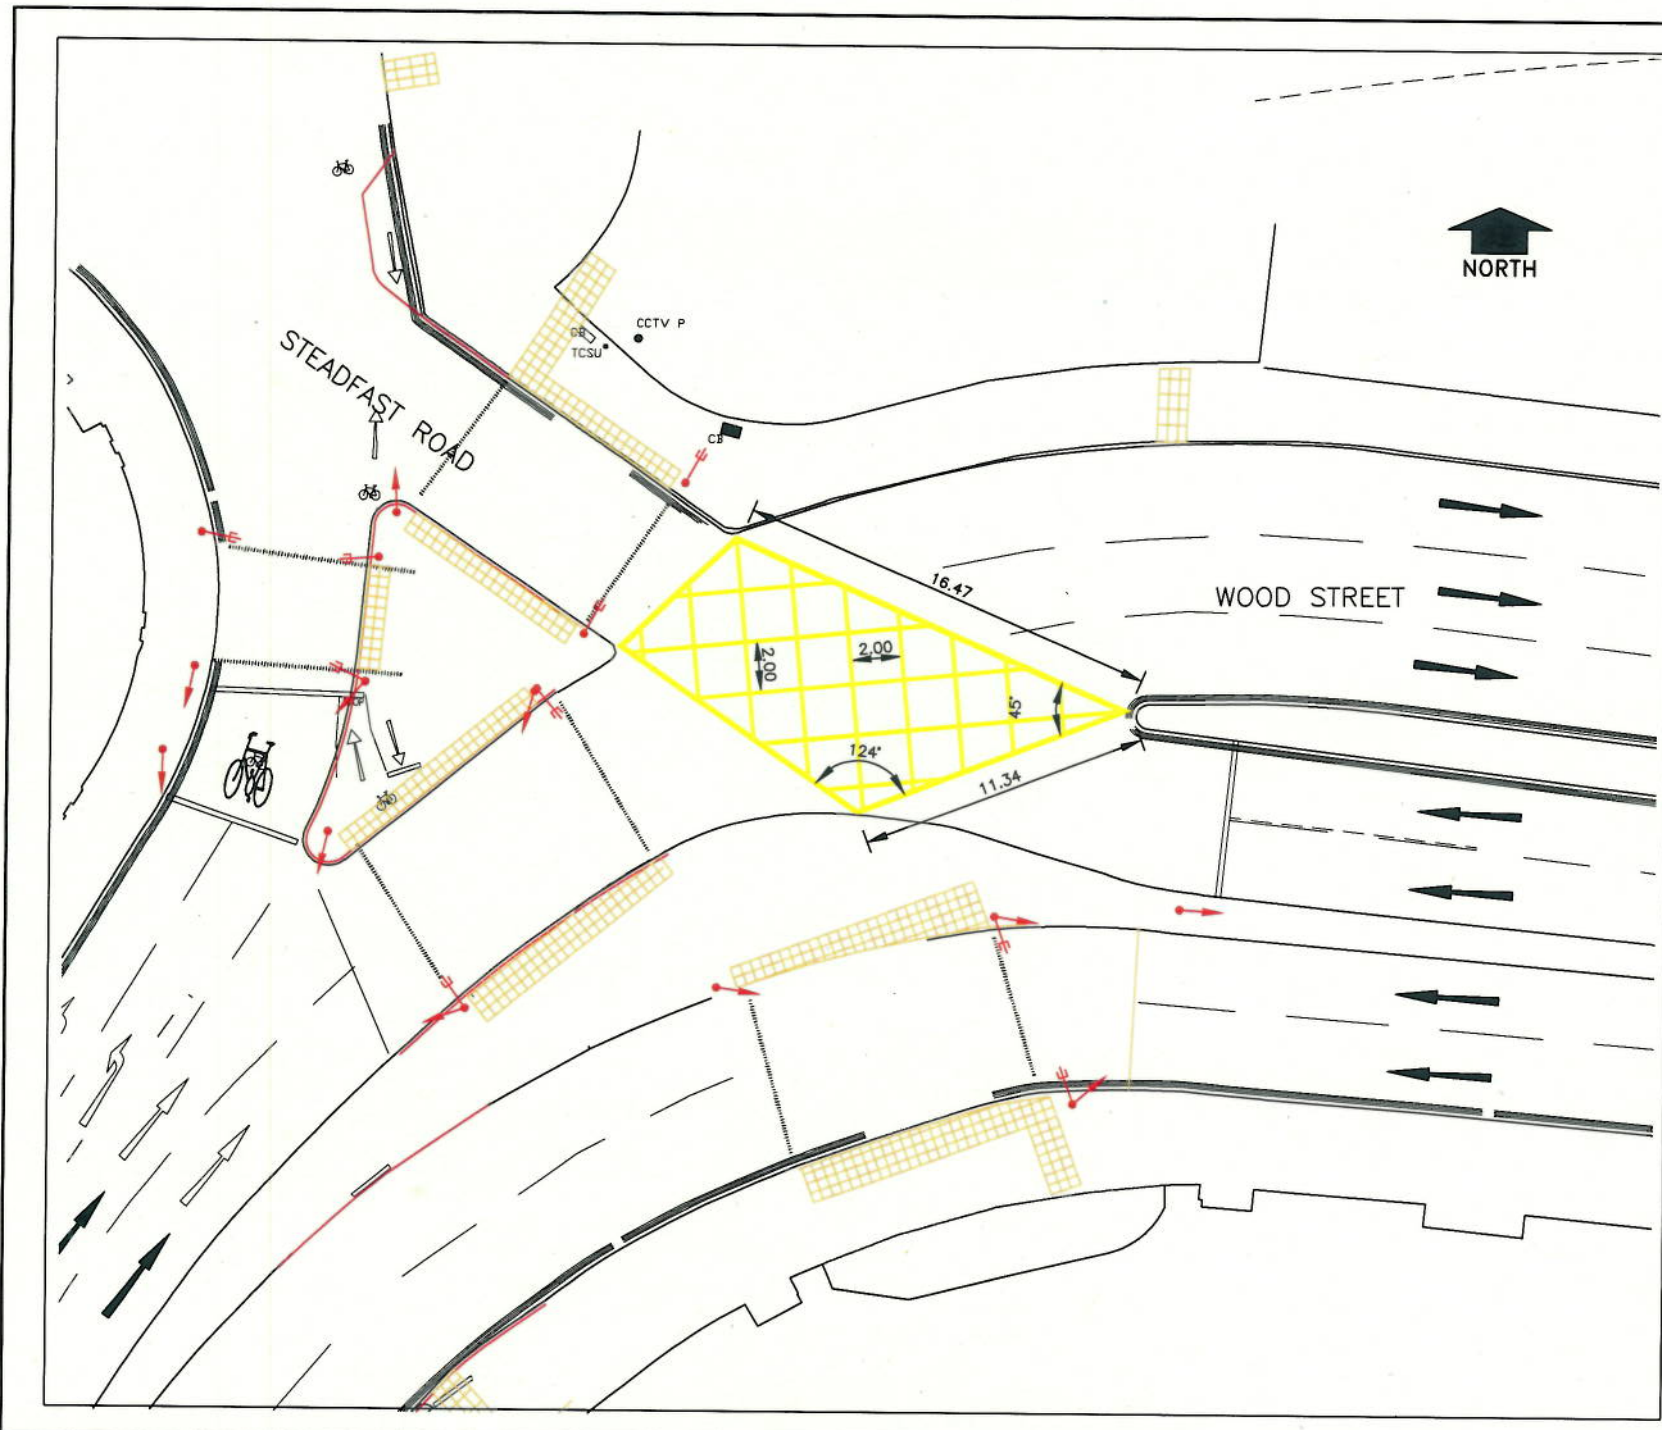 NORTH
CCTV P
CB
TCSU
STEADFAST ROAD
CB
16.47
WOOD STREET
2.00
2.00
45°
124°
11.34